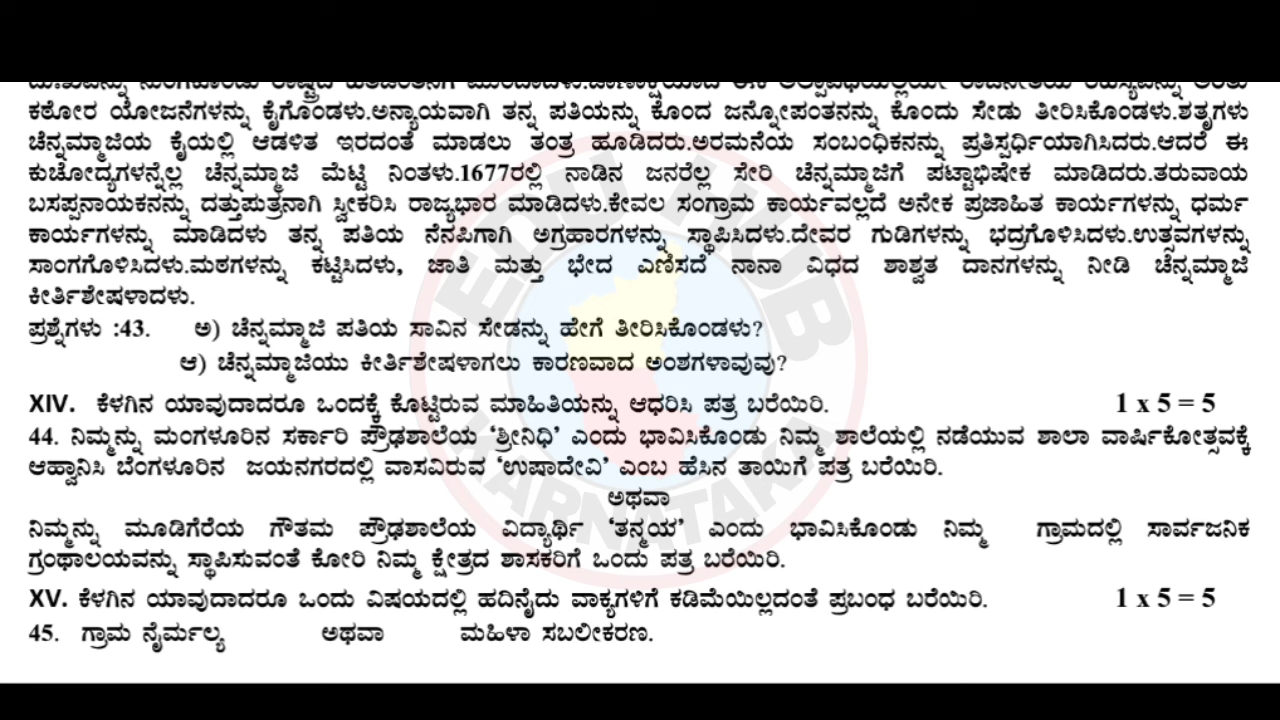 ಕಠೋರ ಯೋಜನೆಗಳನ್ನು ಕೈಗೊಂಡಳು.ಅನ್ಯಾಯವಾಗಿ ತನ್ನ ಪತಿಯನ್ನು ಕೊಂದ ಜನ್ನೋಪಂತನನ್ನು ಕೊಂದು ಸೇಡು ತೀರಿಸಿಕೊಂಡಳು.ಶತೃಗಳು
ಚೆನ್ನಮ್ಮಾಜಿಯ ಕೈಯಲ್ಲಿ ಆಡಳಿತ ಇರದಂತೆ ಮಾಡಲು ತಂತ್ರ ಹೂಡಿದರು.ಅರಮನೆಯ ಸಂಬಂಧಿಕನನ್ನು ಪ್ರತಿಸ್ಪರ್ಧಿಯಾಗಿಸಿದರು.ಆದರೆ ಈ
ಕುಚೋದ್ಯಗಳನ್ನೆಲ್ಲ ಚೆನ್ನಮ್ಮಾಜಿ ಮೆಟ್ಟಿ ನಿಂತಳು.1677ರಲ್ಲಿ ನಾಡಿನ ಜನರೆಲ್ಲ ಸೇರಿ ಚೆನ್ನಮ್ಮಾಜಿಗೆ ಪಟ್ಟಾಭಿಷೇಕ ಮಾಡಿದರು.ತರುವಾಯ
ಬಸಪ್ಪನಾಯಕನನ್ನು ದತ್ತುಪುತ್ರನಾಗಿ ಸ್ವೀಕರಿಸಿ ರಾಜ್ಯಭಾರ ಮಾಡಿದಳು.ಕೇವಲ ಸಂಗ್ರಾಮ ಕಾರ್ಯವಲ್ಲದೆ ಅನೇಕ ಪ್ರಜಾಹಿತ ಕಾರ್ಯಗಳನ್ನು ಧರ್ಮ
ಕಾರ್ಯಗಳನ್ನು ಮಾಡಿದಳು ತನ್ನ ಪತಿಯ ನೆನಪಿಗಾಗಿ ಅಗ್ರಹಾರಗಳನ್ನು ಸ್ಥಾಪಿಸಿದಳು.ದೇವರ ಗುಡಿಗಳನ್ನು ಭದ್ರಗೊಳಿಸಿದಳು.ಉತ್ಸವಗಳನ್ನು
ಸಾಂಗಗೊಳಿಸಿದಳು.ಮಠಗಳನ್ನು ಕಟ್ಟಿಸಿದಳು, ಜಾತಿ ಮತ್ತು ಭೇದ ಎಣಿಸದೆ ನಾನಾ ವಿಧದ ಶಾಶ್ವತ ದಾನಗಳನ್ನು ನೀಡಿ ಚೆನ್ನಮ್ಮಾಜಿ
ಕೀರ್ತಿಶೇಷಳಾದಳು.
ಪ್ರಶ್ನೆಗಳು :43. ಅ) ಚೆನ್ನಮ್ಮಾಜಿ ಪತಿಯ ಸಾವಿನ ಸೇಡನ್ನು ಹೇಗೆ ತೀರಿಸಿಕೊಂಡಳು?
ಆ) ಚೆನ್ನಮ್ಮಾಜಿಯು ಕೀರ್ತಿಶೇಷಳಾಗಲು ಕಾರಣವಾದ ಅಂಶಗಳಾವುವು?
XIV. ಕೆಳಗಿನ ಯಾವುದಾದರೂ ಒಂದಕ್ಕೆ ಕೊಟ್ಟಿರುವ ಮಾಹಿತಿಯನ್ನು ಆಧರಿಸಿ ಪತ್ರ ಬರೆಯಿರಿ. 1 x 5 = 5
44. ನಿಮ್ಮನ್ನು ಮಂಗಳೂರಿನ ಸರ್ಕಾರಿ ಪ್ರೌಢಶಾಲೆಯ ‘ಶ್ರೀನಿಧಿ’ ಎಂದು ಭಾವಿಸಿಕೊಂಡು ನಿಮ್ಮ ಶಾಲೆಯಲ್ಲಿ ನಡೆಯುವ ಶಾಲಾ ವಾರ್ಷಿಕೋತ್ಸವಕ್ಕೆ
ಆಹ್ವಾನಿಸಿ ಬೆಂಗಳೂರಿನ ಜಯನಗರದಲ್ಲಿ ವಾಸವಿರುವ ‘ಉಷಾದೇವಿ’ ಎಂಬ ಹೆಸಿನ ತಾಯಿಗೆ ಪತ್ರ ಬರೆಯಿರಿ.
ಅಥವಾ
ನಿಮ್ಮನ್ನು ಮೂಡಿಗೆರೆಯ ಗೌತಮ ಪ್ರೌಢಶಾಲೆಯ ವಿದ್ಯಾರ್ಥಿ ‘ತನ್ಮಯ’ ಎಂದು ಭಾವಿಸಿಕೊಂಡು ನಿಮ್ಮ ಗ್ರಾಮದಲ್ಲಿ ಸಾರ್ವಜನಿಕ
ಗ್ರಂಥಾಲಯವನ್ನು ಸ್ಥಾಪಿಸುವಂತೆ ಕೋರಿ ನಿಮ್ಮ ಕ್ಷೇತ್ರದ ಶಾಸಕರಿಗೆ ಒಂದು ಪತ್ರ ಬರೆಯಿರಿ.
XV. ಕೆಳಗಿನ ಯಾವುದಾದರೂ ಒಂದು ವಿಷಯದಲ್ಲಿ ಹದಿನೈದು ವಾಕ್ಯಗಳಿಗೆ ಕಡಿಮೆಯಿಲ್ಲದಂತೆ ಪ್ರಬಂಧ ಬರೆಯಿರಿ. 1 x 5 = 5
45. ಗ್ರಾಮ ನೈರ್ಮಲ್ಯ ಅಥವಾ ಮಹಿಳಾ ಸಬಲೀಕರಣ.
EDU HUB
KARNATAKA